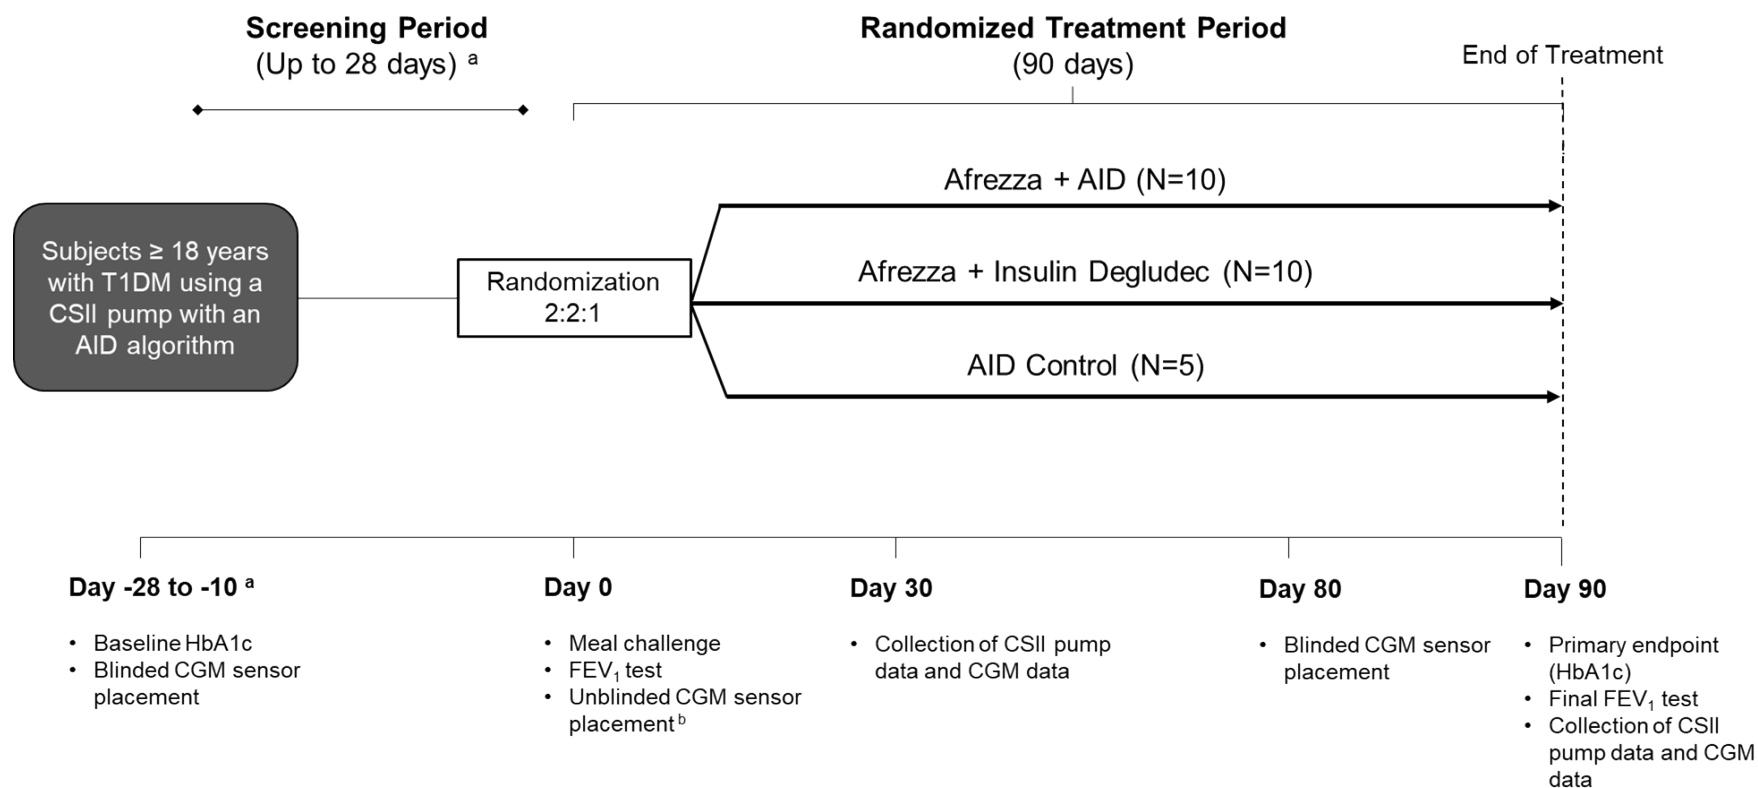 Screening Period
(Up to 28 days) ᵃ
Randomized Treatment Period
(90 days)
End of Treatment
Subjects ≥ 18 years
with T1DM using a
CSII pump with an
AID algorithm
Randomization
2:2:1
Afrezza + AID (N=10)
Afrezza + Insulin Degludec (N=10)
AID Control (N=5)
Day -28 to -10 ᵃ
• Baseline HbA1c
• Blinded CGM sensor
placement
Day 0
• Meal challenge
• FEV₁ test
• Unblinded CGM sensor
placement ᵇ
Day 30
• Collection of CSII pump
data and CGM data
Day 80
• Blinded CGM sensor
placement
Day 90
• Primary endpoint
(HbA1c)
• Final FEV₁ test
• Collection of CSII
pump data and CGM
data